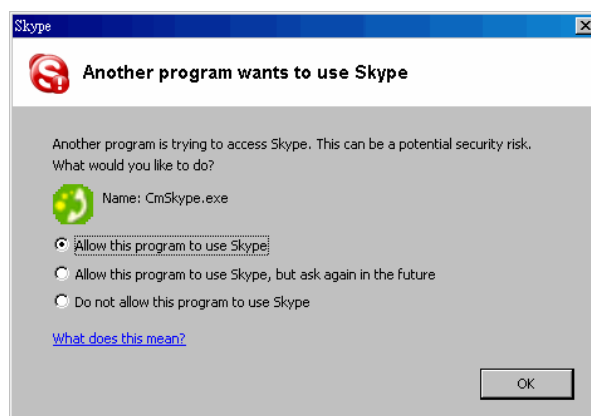 Skype
Another program wants to use Skype
Another program is trying to access Skype. This can be a potential security risk.
What would you like to do?
Name: CmSkype.exe
Allow this program to use Skype
Allow this program to use Skype, but ask again in the future
Do not allow this program to use Skype
What does this mean?
OK